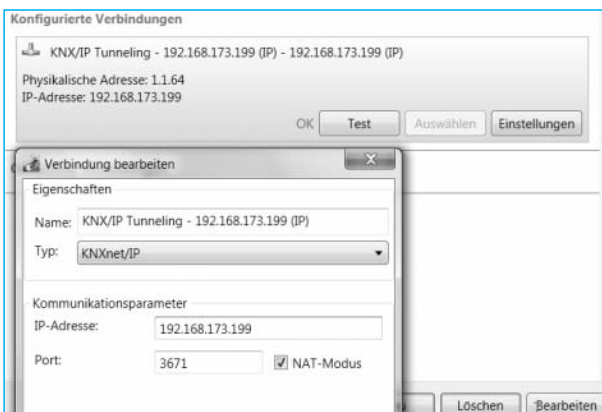 Konfigurierte Verbindungen
KNX/IP Tunneling - 192.168.173.199 (IP) - 192.168.173.199 (IP)
Physikalische Adresse: 1.1.64
IP-Adresse: 192.168.173.199
OK Test Auswählen Einstellungen
Verbindung bearbeiten
Eigenschaften
Name: KNX/IP Tunneling - 192.168.173.199 (IP)
Typ: KNXnet/IP
Kommunikationsparameter
IP-Adresse: 192.168.173.199
Port: 3671 NAT-Modus
Löschen Bearbeiten